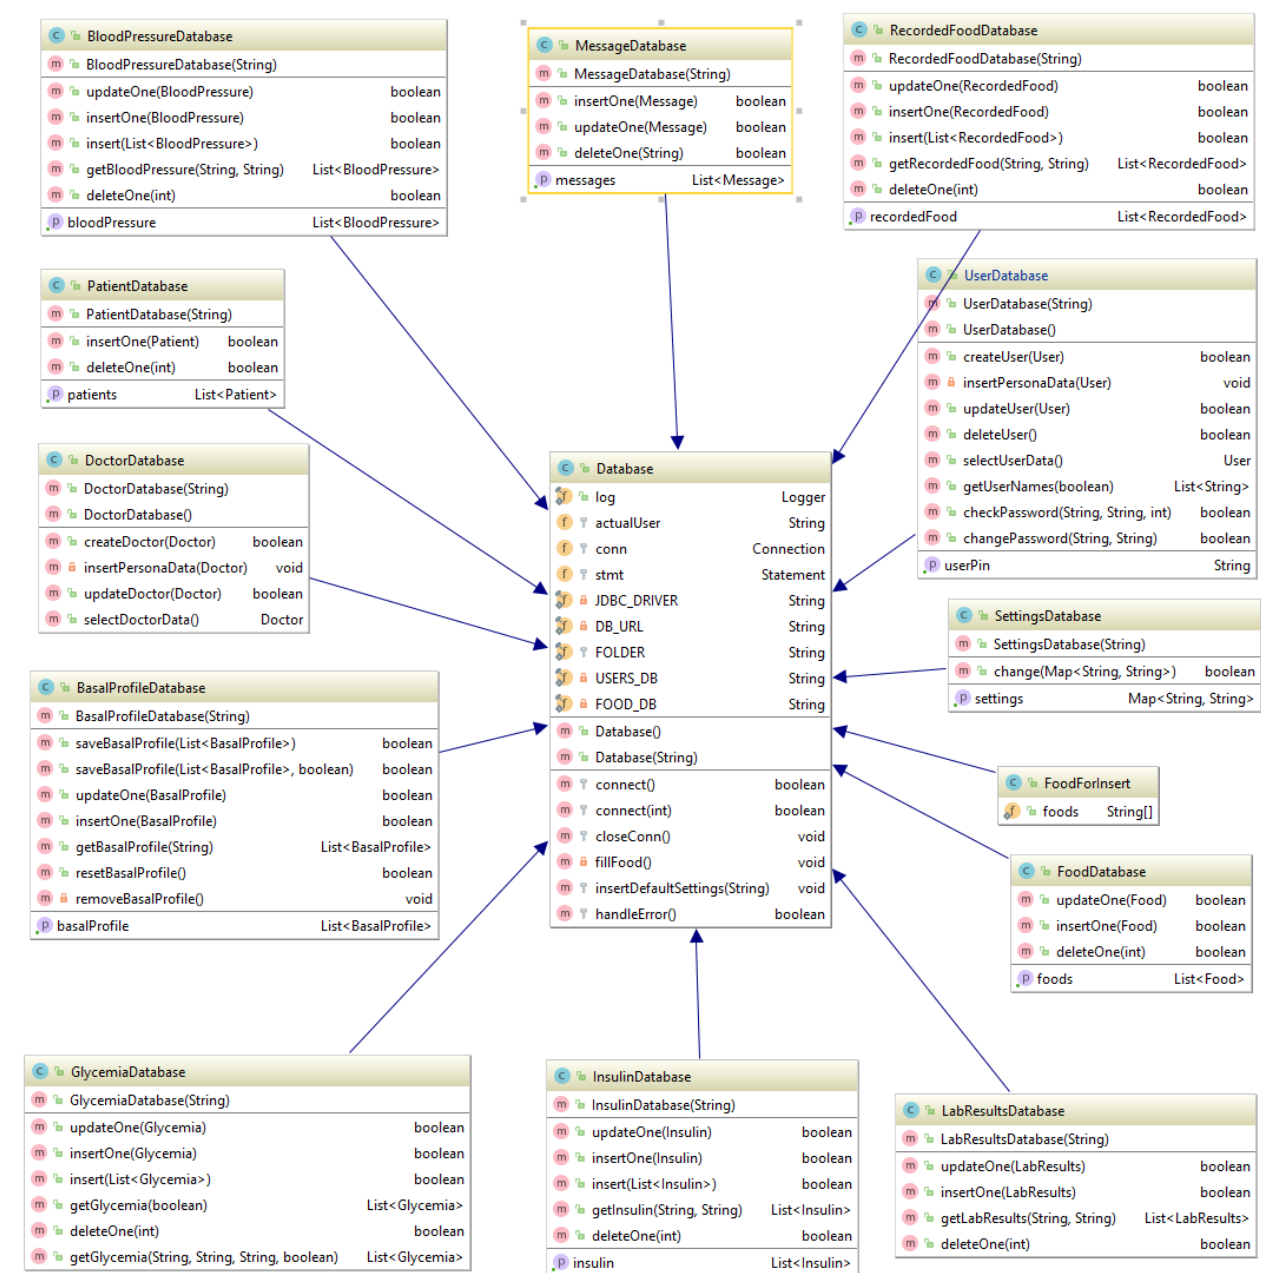 BloodPressureDatabase
BloodPressureDatabase(String)
updateOne(BloodPressure) boolean
insertOne(BloodPressure) boolean
insert(List<BloodPressure>) boolean
getBloodPressure(String, String) List<BloodPressure>
deleteOne(int) boolean
bloodPressure List<BloodPressure>
MessageDatabase
MessageDatabase(String)
insertOne(Message) boolean
updateOne(Message) boolean
deleteOne(String) boolean
messages List<Message>
RecordedFoodDatabase
RecordedFoodDatabase(String)
updateOne(RecordedFood) boolean
insertOne(RecordedFood) boolean
insert(List<RecordedFood>) boolean
getRecordedFood(String, String) List<RecordedFood>
deleteOne(int) boolean
recordedFood List<RecordedFood>
PatientDatabase
PatientDatabase(String)
insertOne(Patient) boolean
deleteOne(int) boolean
patients List<Patient>
UserDatabase
UserDatabase(String)
UserDatabase()
createUser(User) boolean
insertPersonaData(User) void
updateUser(User) boolean
deleteUser() boolean
selectUserData() User
getUserNames(boolean) List<String>
checkPassword(String, String, int) boolean
changePassword(String, String) boolean
userPin String
DoctorDatabase
DoctorDatabase(String)
DoctorDatabase()
createDoctor(Doctor) boolean
insertPersonaData(Doctor) void
updateDoctor(Doctor) boolean
selectDoctorData() Doctor
Database
log Logger
actualUser String
conn Connection
stmt Statement
JDBC_DRIVER String
DB_URL String
FOLDER String
USERS_DB String
FOOD_DB String
Database()
Database(String)
connect() boolean
connect(int) boolean
closeConn() void
fillFood() void
insertDefaultSettings(String) void
handleError() boolean
SettingsDatabase
SettingsDatabase(String)
change(Map<String, String>) boolean
settings Map<String, String>
BasalProfileDatabase
BasalProfileDatabase(String)
saveBasalProfile(List<BasalProfile>) boolean
saveBasalProfile(List<BasalProfile>, boolean) boolean
updateOne(BasalProfile) boolean
insertOne(BasalProfile) boolean
getBasalProfile(String) List<BasalProfile>
resetBasalProfile() boolean
removeBasalProfile() void
basalProfile List<BasalProfile>
FoodForInsert
foods String[]
FoodDatabase
updateOne(Food) boolean
insertOne(Food) boolean
deleteOne(int) boolean
foods List<Food>
GlycemiaDatabase
GlycemiaDatabase(String)
updateOne(Glycemia) boolean
insertOne(Glycemia) boolean
insert(List<Glycemia>) boolean
getGlycemia(boolean) List<Glycemia>
deleteOne(int) boolean
getGlycemia(String, String, String, boolean) List<Glycemia>
InsulinDatabase
InsulinDatabase(String)
updateOne(Insulin) boolean
insertOne(Insulin) boolean
insert(List<Insulin>) boolean
getInsulin(String, String) List<Insulin>
deleteOne(int) boolean
insulin List<Insulin>
LabResultsDatabase
LabResultsDatabase(String)
updateOne(LabResults) boolean
insertOne(LabResults) boolean
getLabResults(String, String) List<LabResults>
deleteOne(int) boolean